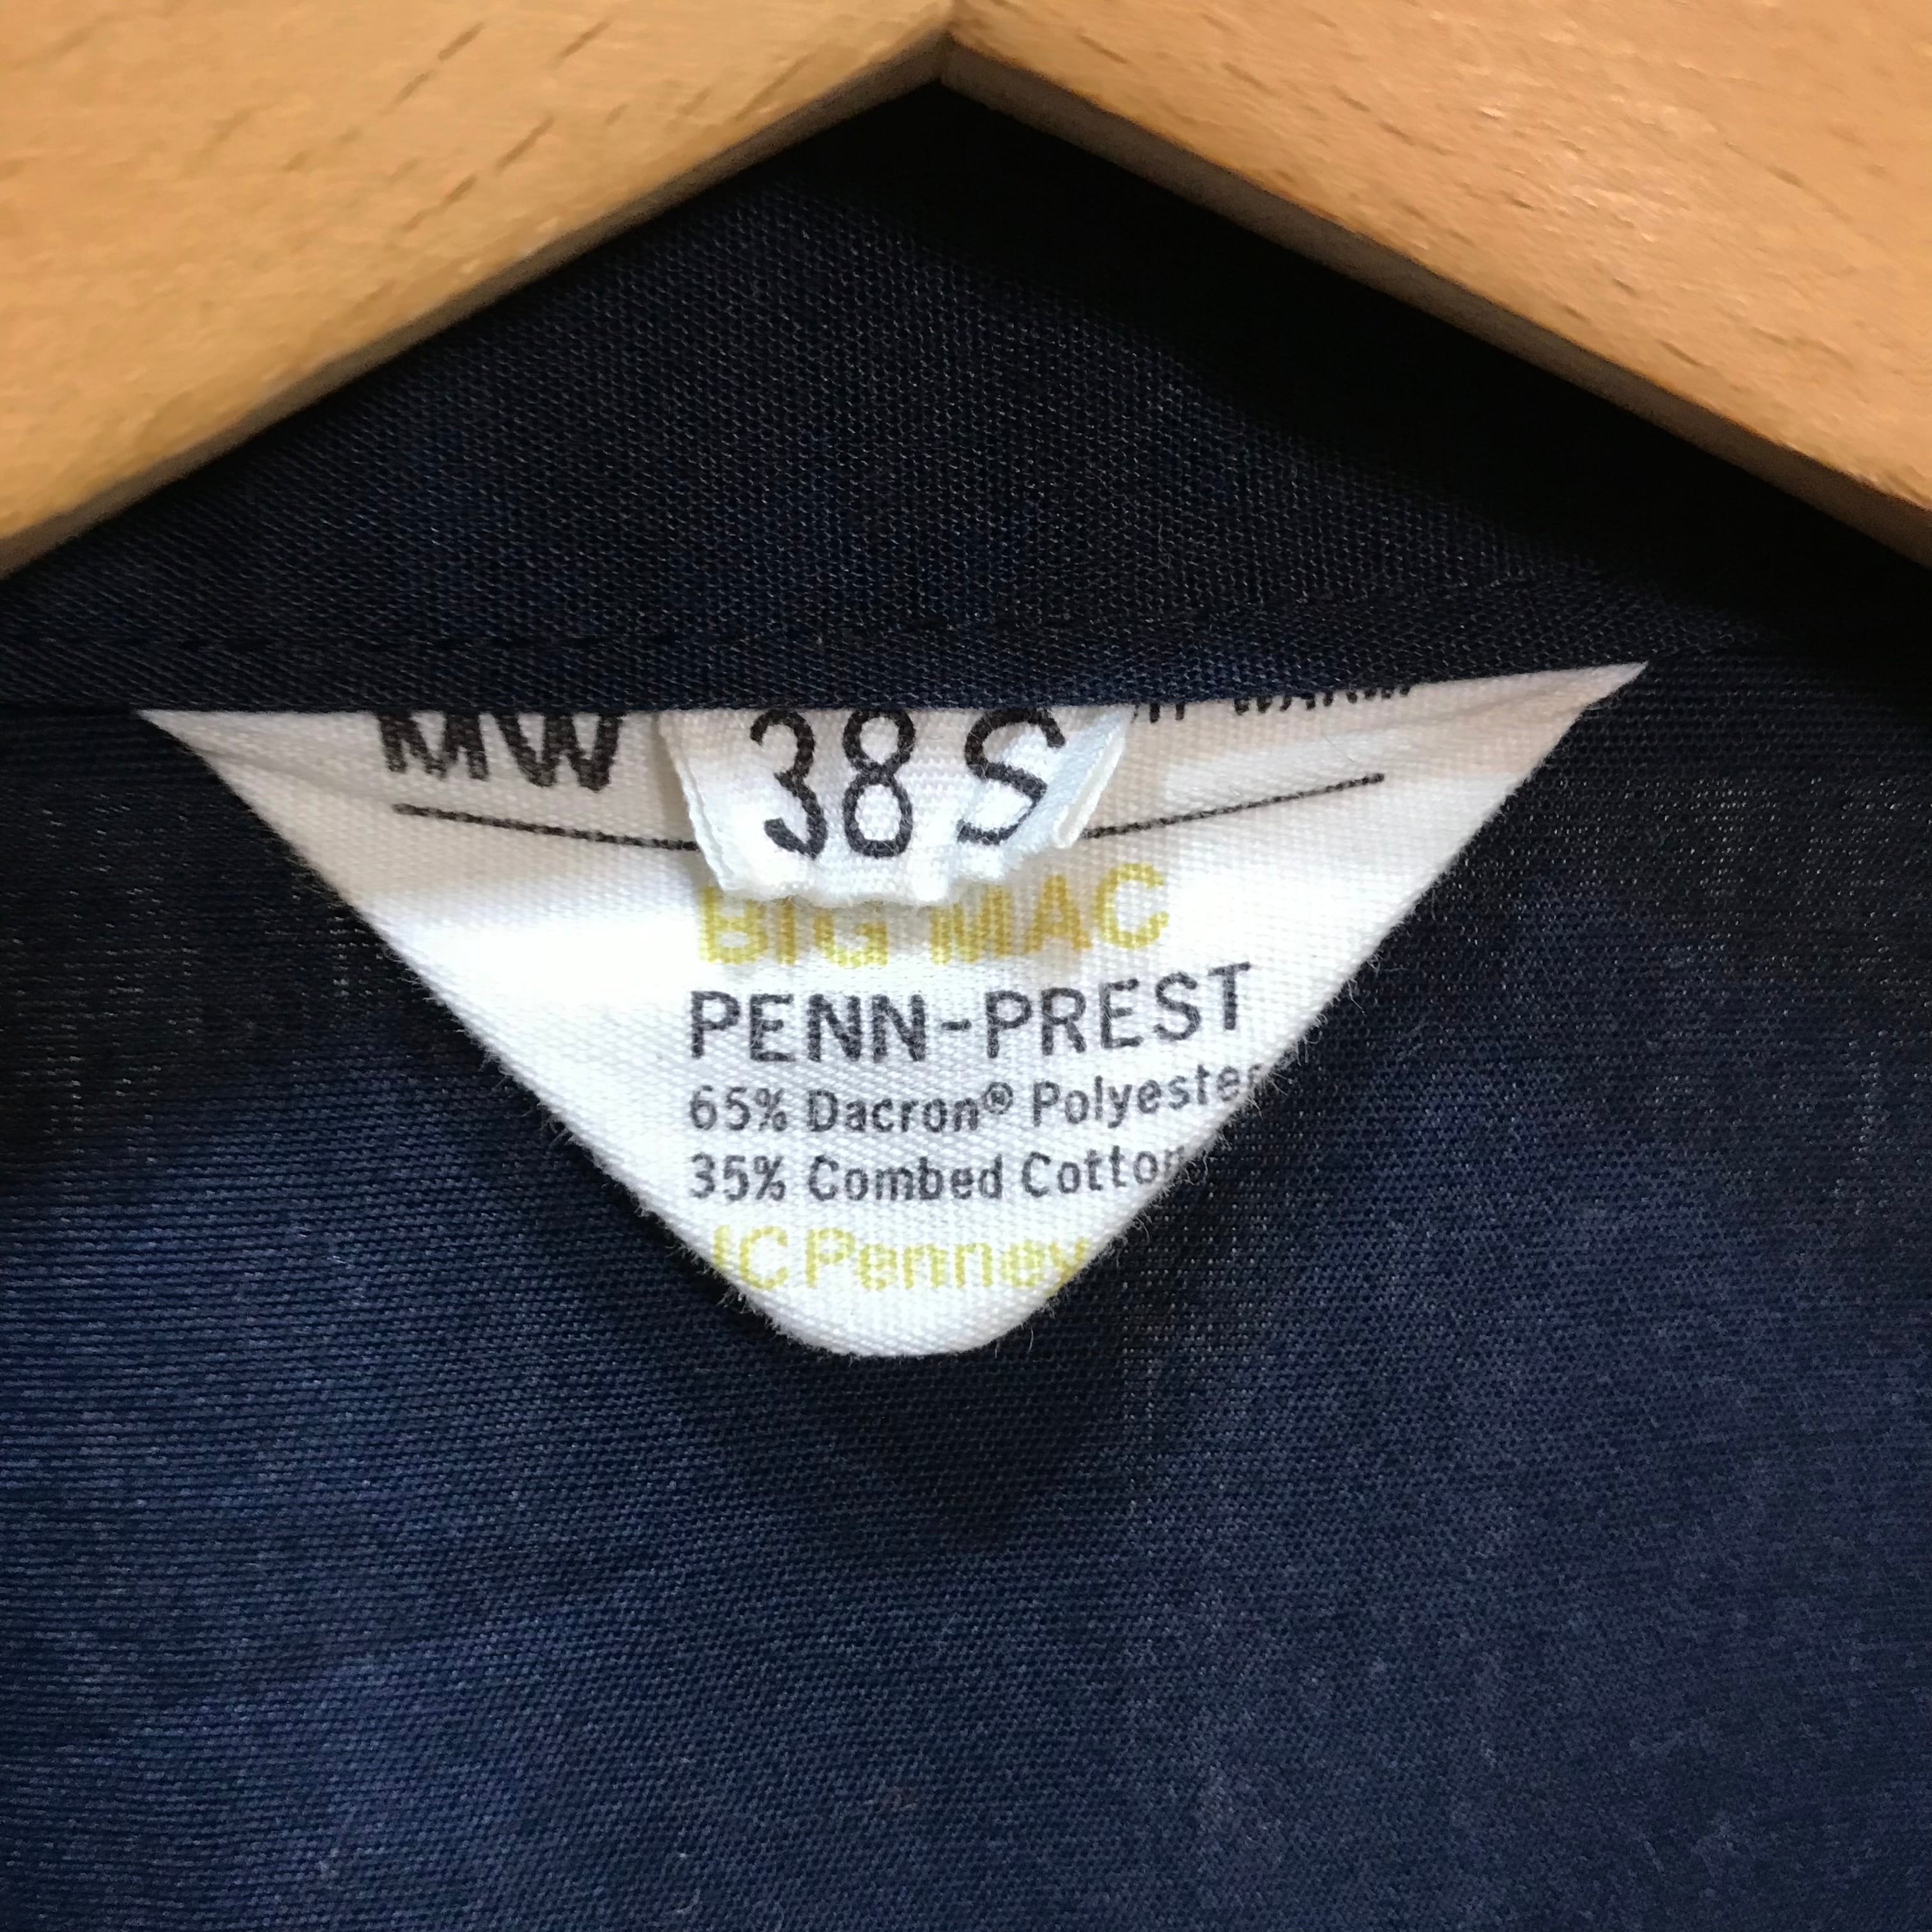 MW
38 S
BIG MAC
PENN-PREST
65% Dacron® Polyester
35% Combed Cotton
JCPenney